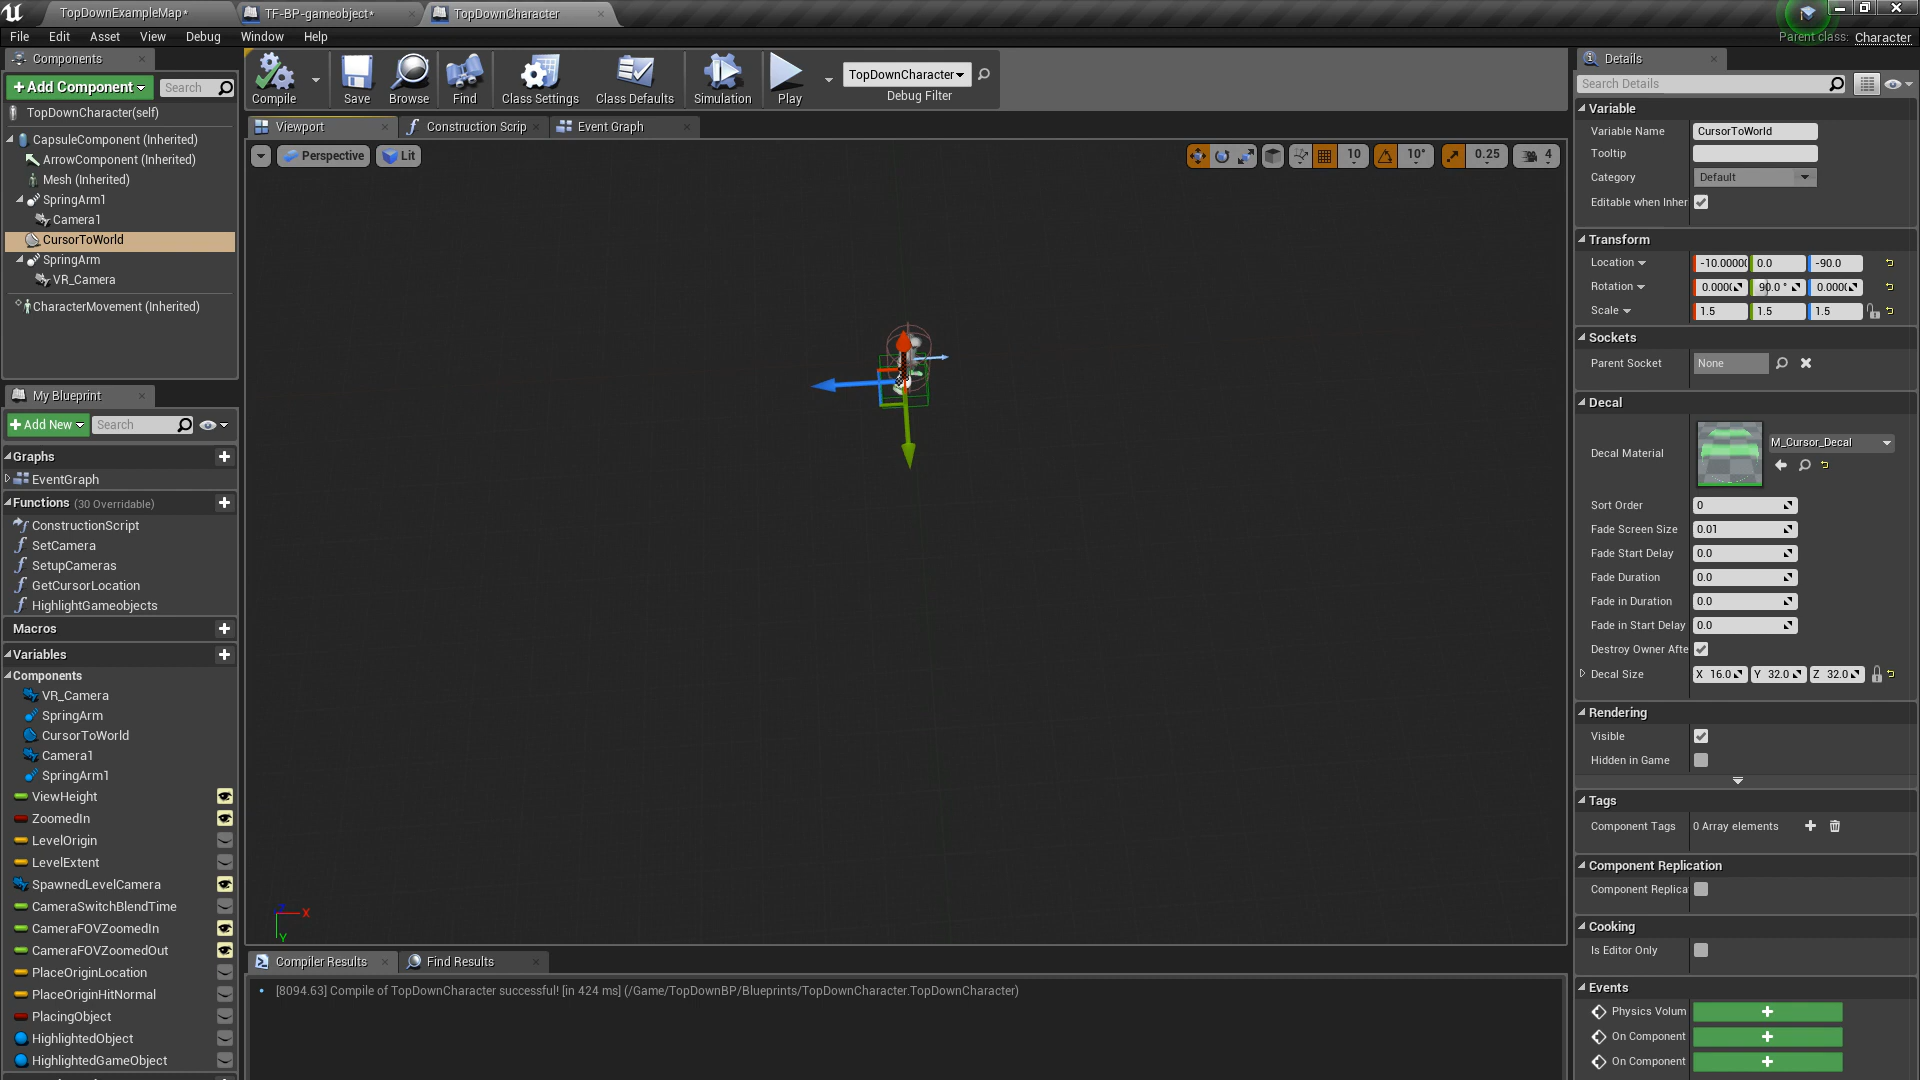 TopDownExampleMap*
TF-BP-gameobject*
TopDownCharacter
File Edit Asset View Debug Window Help
Parent class: Character
Components
+Add Component
Search
TopDownCharacter(self)
CapsuleComponent (Inherited)
ArrowComponent (Inherited)
Mesh (Inherited)
SpringArm1
Camera1
CursorToWorld
SpringArm
VR_Camera
CharacterMovement (Inherited)
My Blueprint
+Add New
Search
Graphs
EventGraph
Functions (30 Overridable)
ConstructionScript
SetCamera
SetupCameras
GetCursorLocation
HighlightGameobjects
Macros
Variables
Components
VR_Camera
SpringArm
CursorToWorld
Camera1
SpringArm1
ViewHeight
ZoomedIn
LevelOrigin
LevelExtent
SpawnedLevelCamera
CameraSwitchBlendTime
CameraFOVZoomedIn
CameraFOVZoomedOut
PlaceOriginLocation
PlaceOriginHitNormal
PlacingObject
HighlightedObject
HighlightedGameObject
Compile
Save
Browse
Find
Class Settings
Class Defaults
Simulation
Play
TopDownCharacter
Debug Filter
Viewport
Construction Scrip
Event Graph
Perspective
Lit
10
10°
0.25
4
X
Y
Compiler Results
Find Results
[8094.63] Compile of TopDownCharacter successful! [in 424 ms] (/Game/TopDownBP/Blueprints/TopDownCharacter.TopDownCharacter)
Details
Search Details
Variable
Variable Name CursorToWorld
Tooltip
Category Default
Editable when Inher
Transform
Location -10.0000 0.0 -90.0
Rotation 0.000 90.0 ° 0.000
Scale 1.5 1.5 1.5
Sockets
Parent Socket None
Decal
Decal Material M_Cursor_Decal
Sort Order 0
Fade Screen Size 0.01
Fade Start Delay 0.0
Fade Duration 0.0
Fade in Duration 0.0
Fade in Start Delay 0.0
Destroy Owner Afte
Decal Size X 16.0 Y 32.0 Z 32.0
Rendering
Visible
Hidden in Game
Tags
Component Tags 0 Array elements
Component Replication
Component Replica
Cooking
Is Editor Only
Events
Physics Volum
On Component
On Component